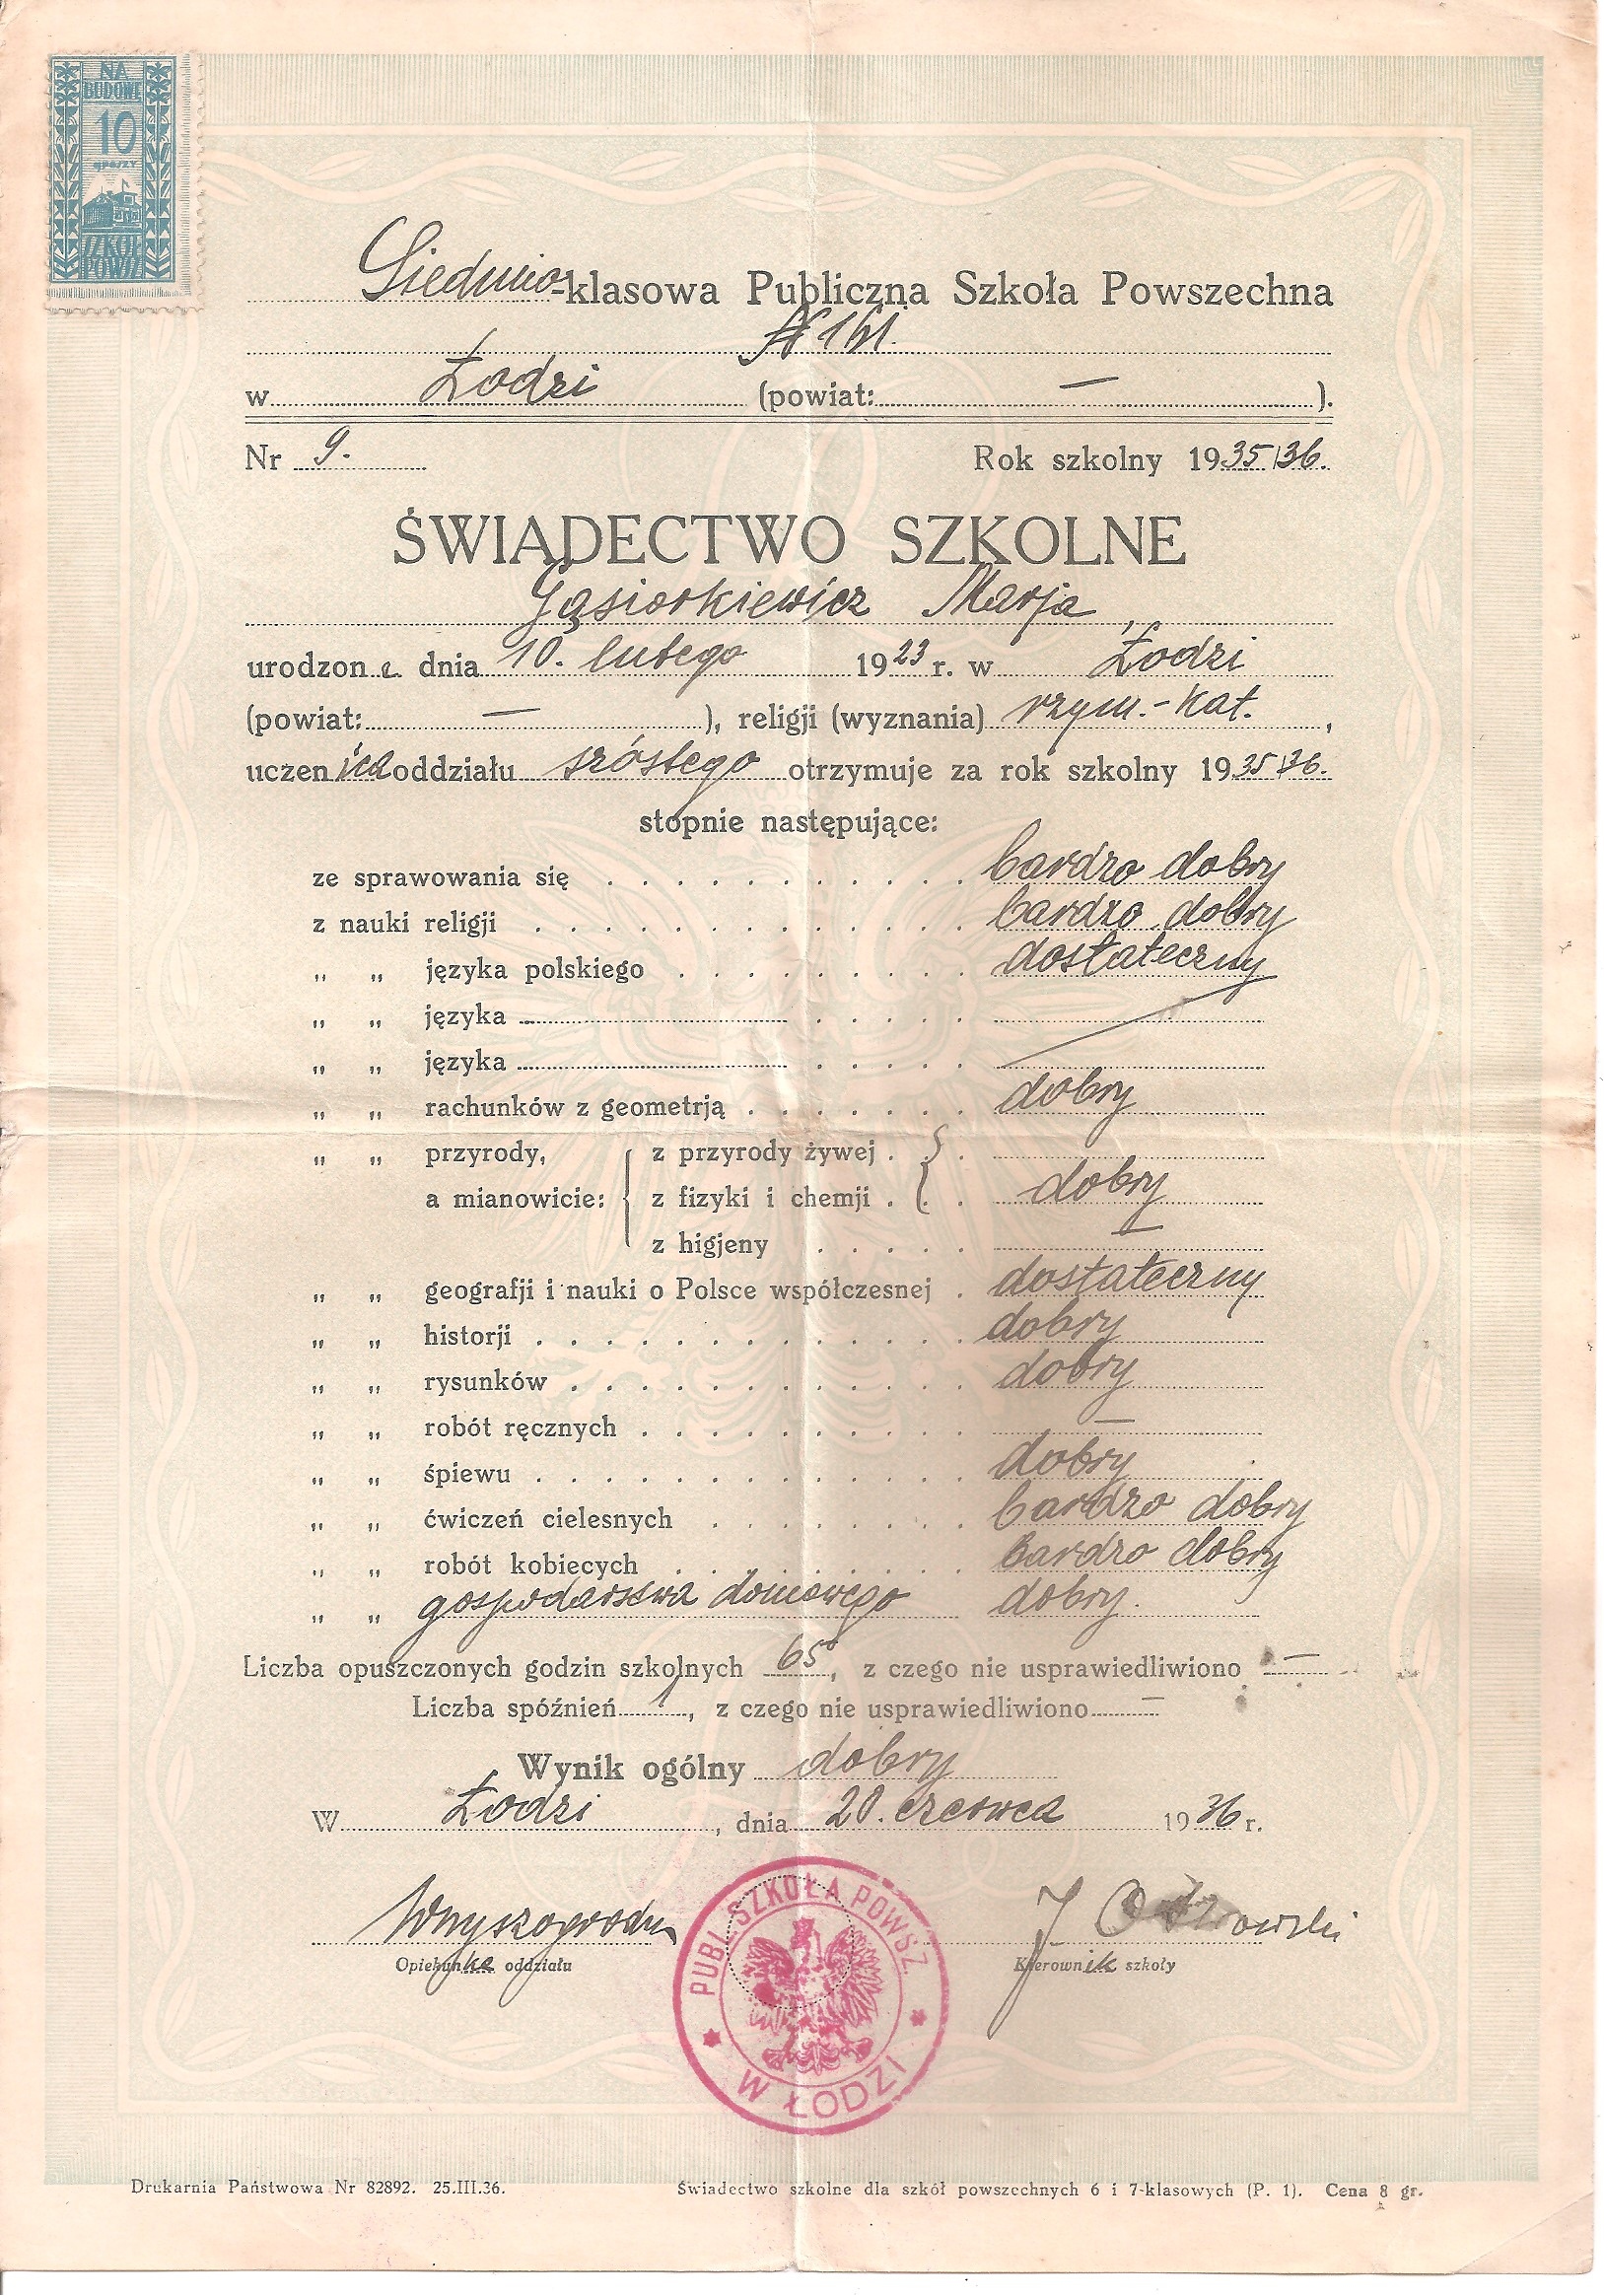 NA
BUDOWĘ
10
GROSZY
SZKÓŁ
POWSZ
Siedmio-klasowa Publiczna Szkoła Powszechna
N 161.
w Łodzi (powiat: — ).
Nr 9. Rok szkolny 1935/36.
ŚWIADECTWO SZKOLNE
Gąsiorkiewicz Marja,
urodzona dnia 10. lutego 1923 r. w Łodzi
(powiat: — ), religji (wyznania) rzym.-kat.,
uczenica oddziału szóstego otrzymuje za rok szkolny 1935/36.
stopnie następujące:
ze sprawowania się . . . . . . . . . . . . bardzo dobry
z nauki religji . . . . . . . . . . . . . . bardzo dobry
„ „ języka polskiego . . . . . . . . . dostateczny
„ „ języka . . . . .
„ „ języka . . . . .
„ „ rachunków z geometrją . . . . . . . dobry
„ „ przyrody, z przyrody żywej . .
a mianowicie: z fizyki i chemji . . dobry
z higjeny . . . . . —
„ „ geografji i nauki o Polsce współczesnej . dostateczny
„ „ historji . . . . . . . . . . . . . dobry
„ „ rysunków . . . . . . . . . . . . dobry
„ „ robót ręcznych . . . . . . . . . . —
„ „ śpiewu . . . . . . . . . . . . . dobry
„ „ ćwiczeń cielesnych . . . . . . . . bardzo dobry
„ „ robót kobiecych . . . . . . . . . bardzo dobry
„ „ gospodarstwa domowego dobry.
Liczba opuszczonych godzin szkolnych 65, z czego nie usprawiedliwiono —
Liczba spóźnień 1, z czego nie usprawiedliwiono —
Wynik ogólny dobry
W Łodzi, dnia 20. czerwca 1936 r.
J Ostrowski
Opiekunka oddziału Kierownik szkoły
PUBL. SZKOŁA POWSZ.
W ŁODZI
Drukarnia Państwowa Nr 82892. 25.III.36. Świadectwo szkolne dla szkół powszechnych 6 i 7-klasowych (P. 1). Cena 8 gr.